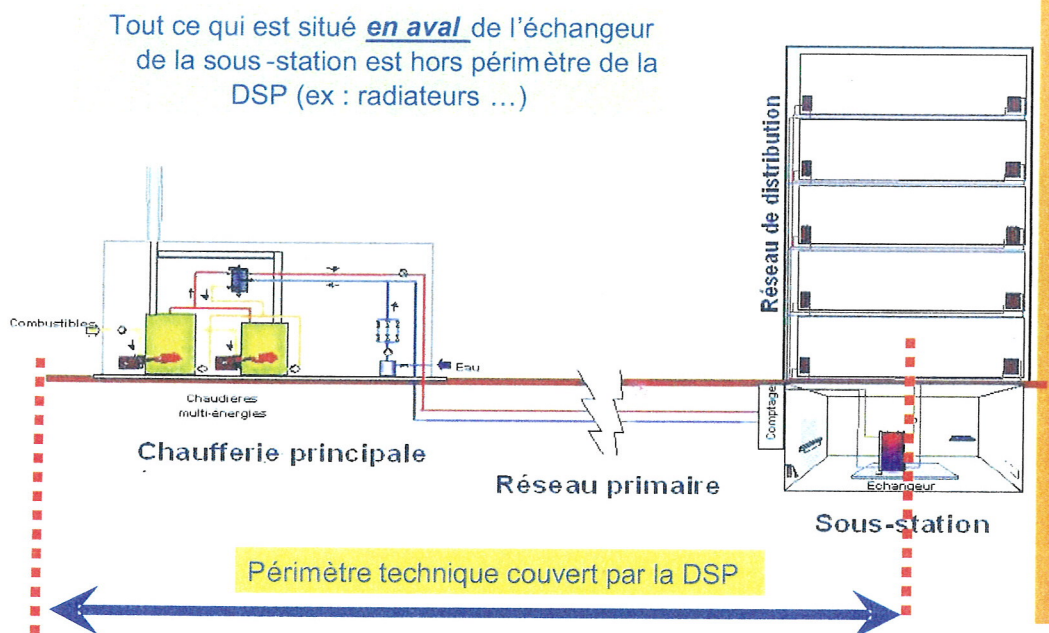 Tout ce qui est situé en aval de l'échangeur
de la sous-station est hors périmètre de la
DSP (ex : radiateurs ...)
Réseau de distribution
Combustibles
Eau
Chaudières
multi-énergies
Comptage
Chaufferie principale
Réseau primaire
Echangeur
Sous-station
Périmètre technique couvert par la DSP